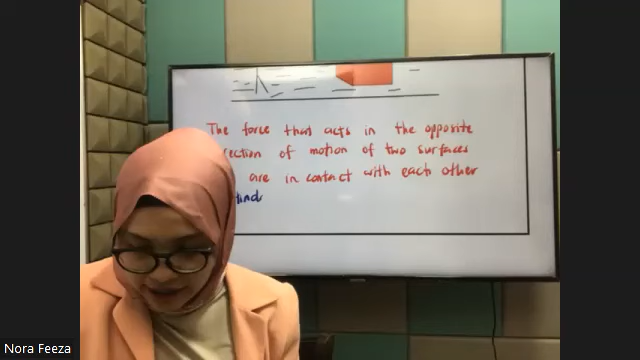 The force that acts in the opposite
rection of motion of two surfaces
are in contact with each other
Nora Feeza